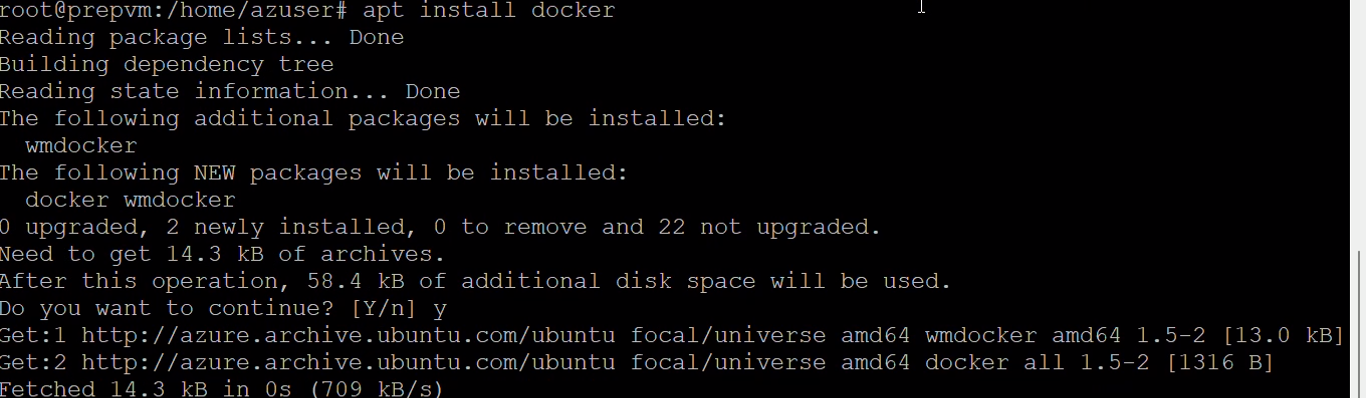 root@prepvm:/home/azuser# apt install docker
Reading package lists... Done
Building dependency tree
Reading state information... Done
The following additional packages will be installed:
  wmdocker
The following NEW packages will be installed:
  docker wmdocker
0 upgraded, 2 newly installed, 0 to remove and 22 not upgraded.
Need to get 14.3 kB of archives.
After this operation, 58.4 kB of additional disk space will be used.
Do you want to continue? [Y/n] y
Get:1 http://azure.archive.ubuntu.com/ubuntu focal/universe amd64 wmdocker amd64 1.5-2 [13.0 kB]
Get:2 http://azure.archive.ubuntu.com/ubuntu focal/universe amd64 docker all 1.5-2 [1316 B]
Fetched 14.3 kB in 0s (709 kB/s)